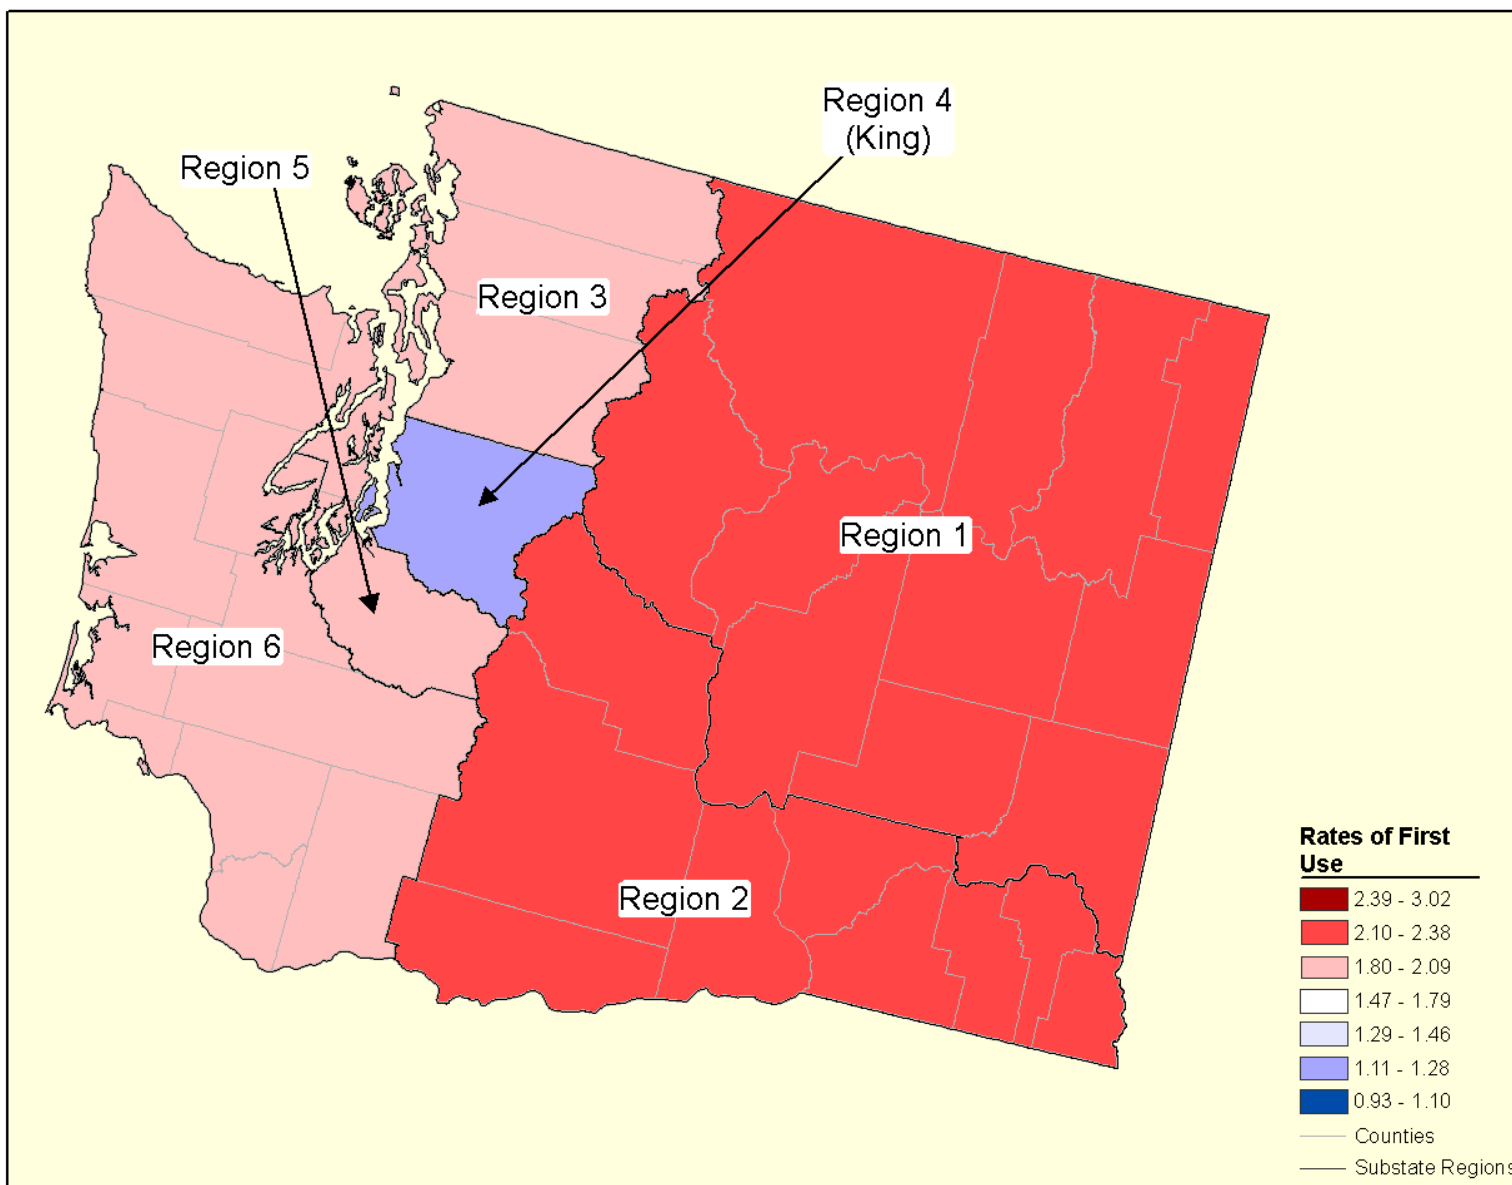 Region 4
(King)
Region 5
Region 3
Region 1
Region 6
Region 2
Rates of First
Use
2.39 - 3.02
2.10 - 2.38
1.80 - 2.09
1.47 - 1.79
1.29 - 1.46
1.11 - 1.28
0.93 - 1.10
Counties
Substate Regions